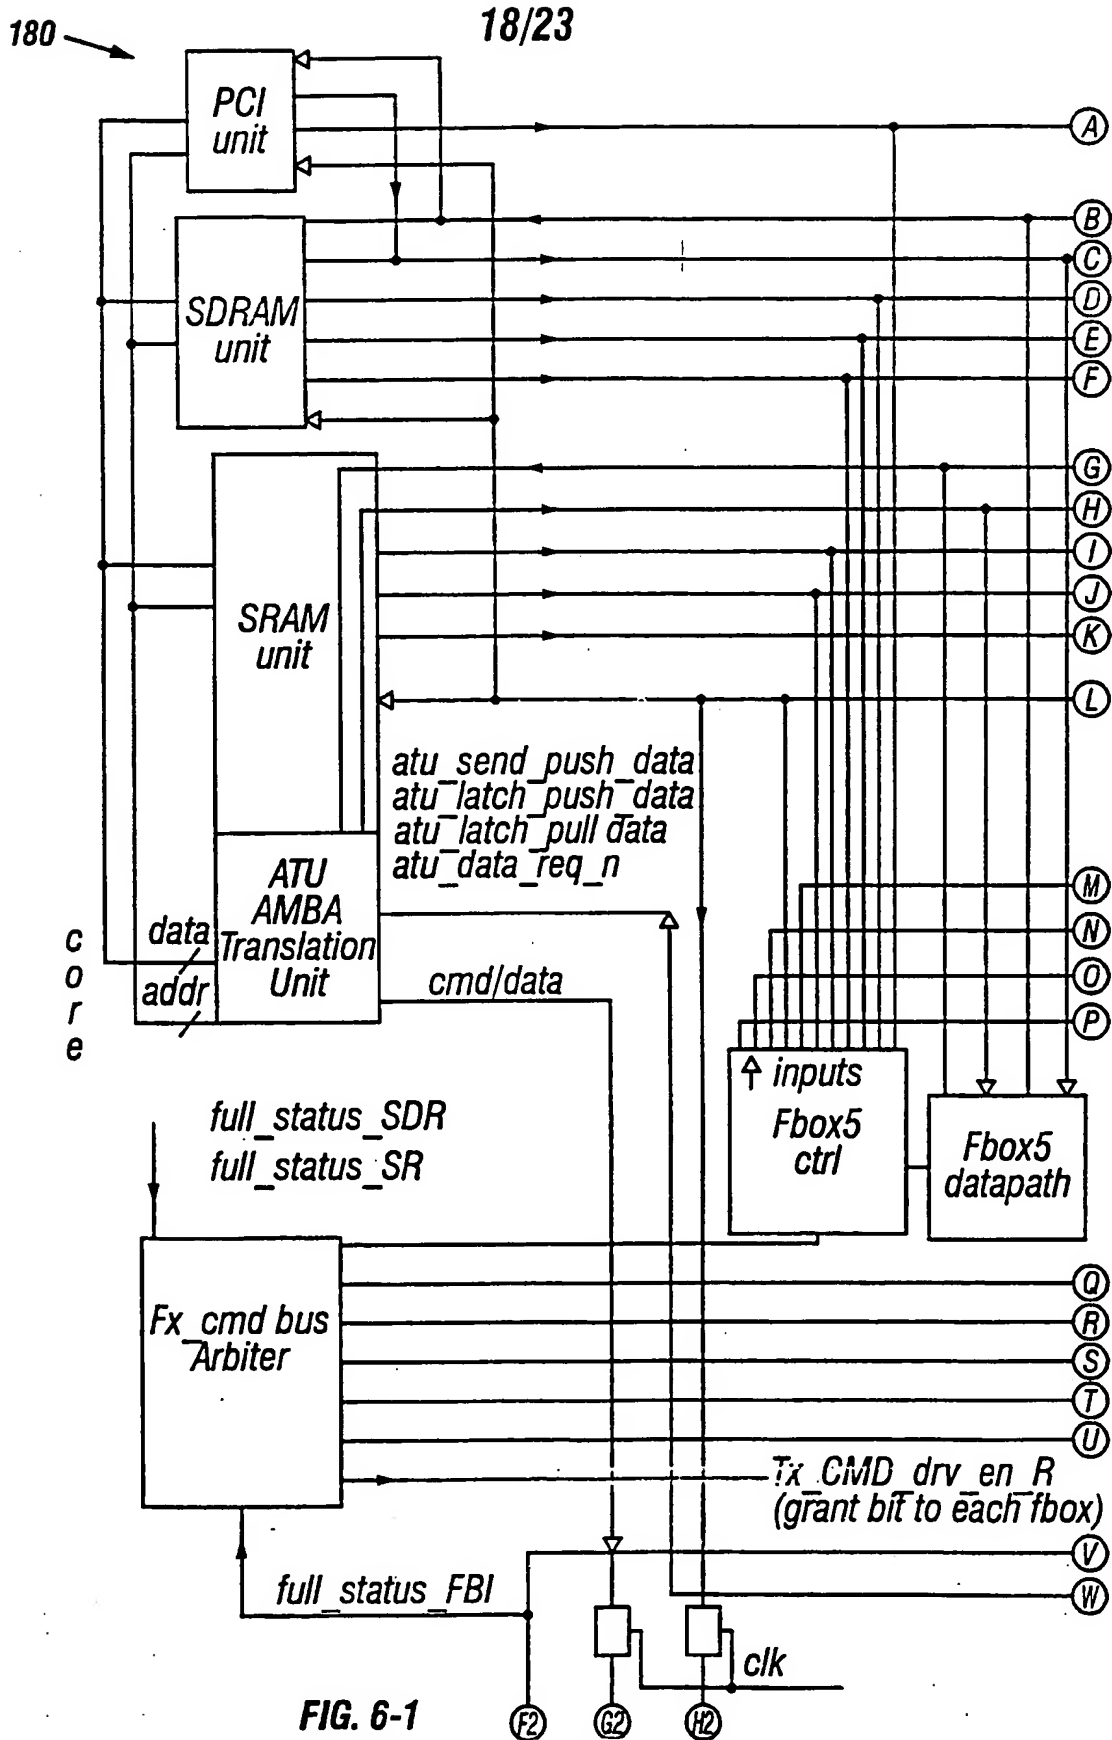 18/23
180
PCI
unit
A
B
C
SDRAM
unit
D
E
F
G
H
I
SRAM
unit
J
K
L
atu_send_push_data
atu_latch_push_data
atu_latch_pull data
atu_data_req_n
ATU
AMBA
Translation
Unit
core
data
addr
cmd/data
M
N
O
P
inputs
Fbox5
ctrl
Fbox5
datapath
full_status_SDR
full_status_SR
Fx_cmd bus
Arbiter
Q
R
S
T
U
Tx_CMD_drv_en_R
(grant bit to each fbox)
V
W
full_status_FBI
clk
FIG. 6-1
F2
G2
H2